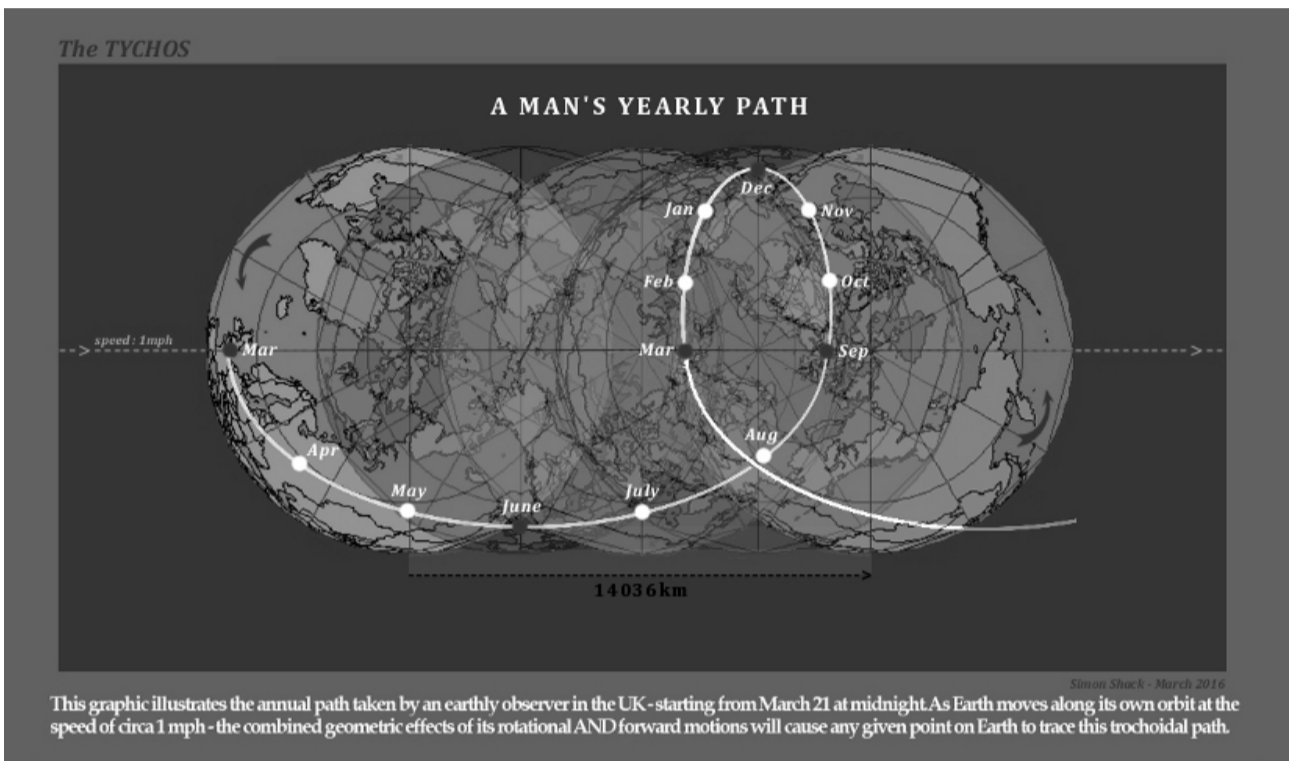 The TYCHOS
A MAN'S YEARLY PATH
Dec
Jan
Nov
Feb
Oct
speed: 1mph
Mar
Mar
Sep
Aug
Apr
May
July
June
14036km
Simon Shack - March 2016
This graphic illustrates the annual path taken by an earthly observer in the UK - starting from March 21 at midnight. As Earth moves along its own orbit at the
speed of circa 1 mph - the combined geometric effects of its rotational AND forward motions will cause any given point on Earth to trace this trochoidal path.